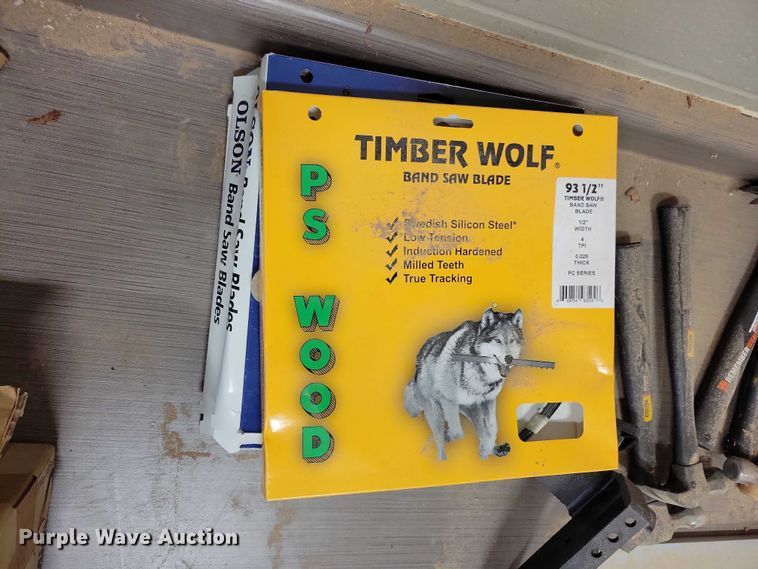 TIMBER WOLF®
BAND SAW BLADE
PS WOOD
Swedish Silicon Steel*
Low Tension
Induction Hardened
Milled Teeth
True Tracking
93 1/2"
TIMBER WOLF®
BAND SAW
BLADE
1/2"
WIDTH
4
TPI
0.025
THICK
PC SERIES
OLSON Band Saw Blades
Band Saw Blades
Purple Wave Auction